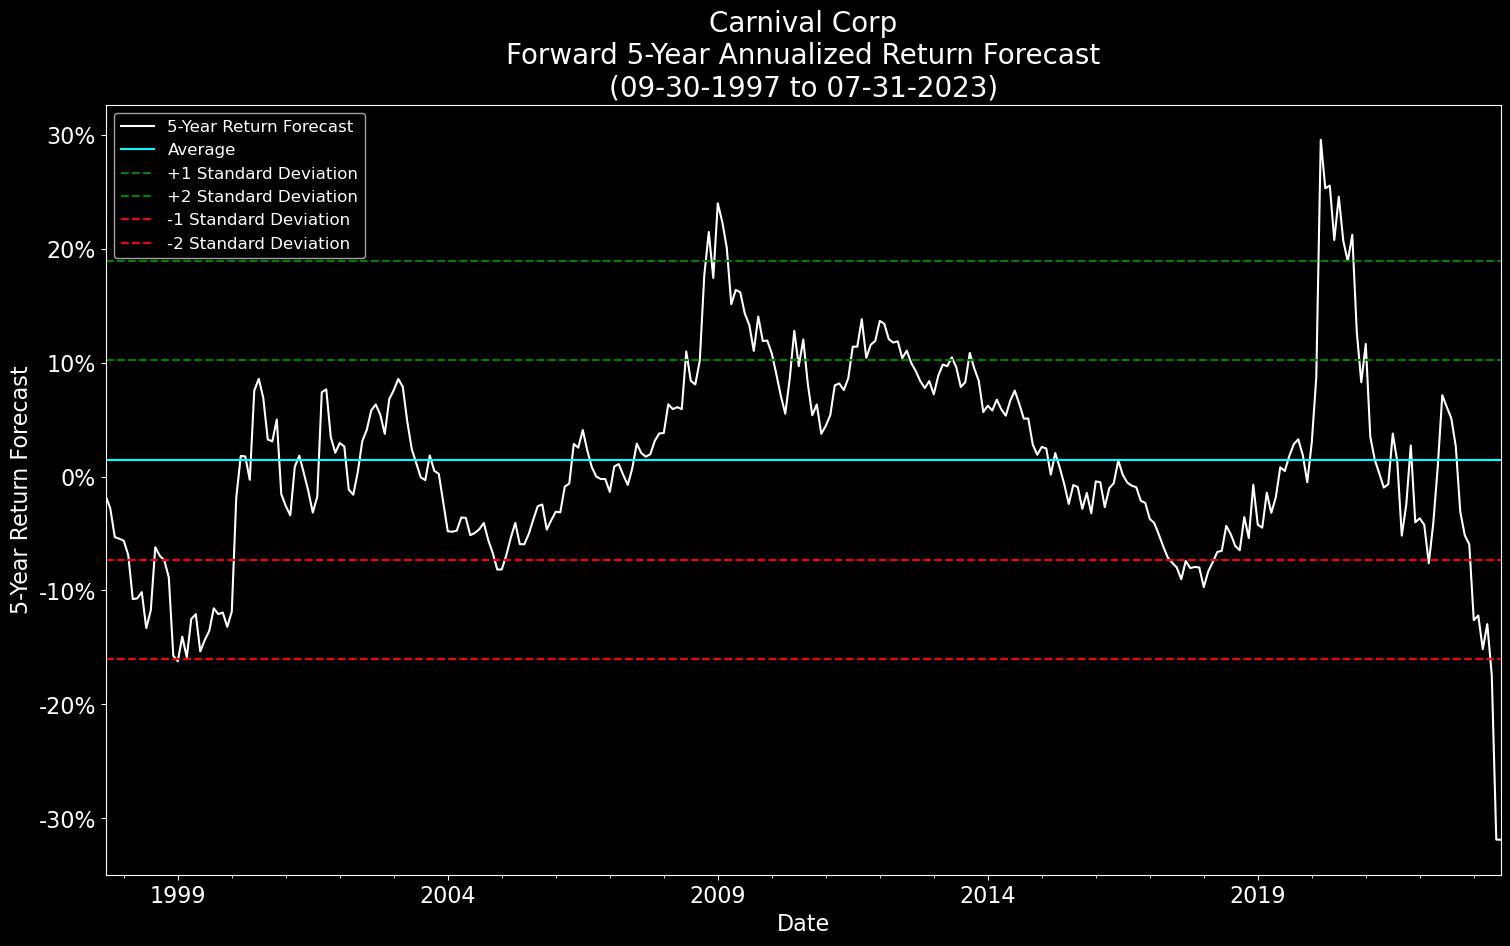 Carnival Corp
Forward 5-Year Annualized Return Forecast
(09-30-1997 to 07-31-2023)
5-Year Return Forecast
Average
+1 Standard Deviation
+2 Standard Deviation
-1 Standard Deviation
-2 Standard Deviation
30%
20%
10%
0%
-10%
-20%
-30%
5-Year Return Forecast
1999
2004
2009
2014
2019
Date